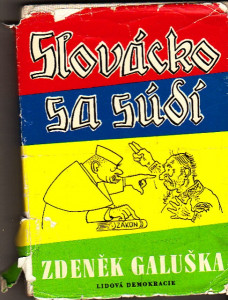 Slovácko
sa súdí
ZÁKON
ZDENĚK GALUŠKA
LIDOVÁ DEMOKRACIE